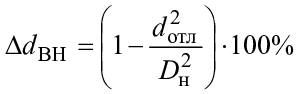 Δd_ВН = (1 − d²_отл / D²_н) · 100%